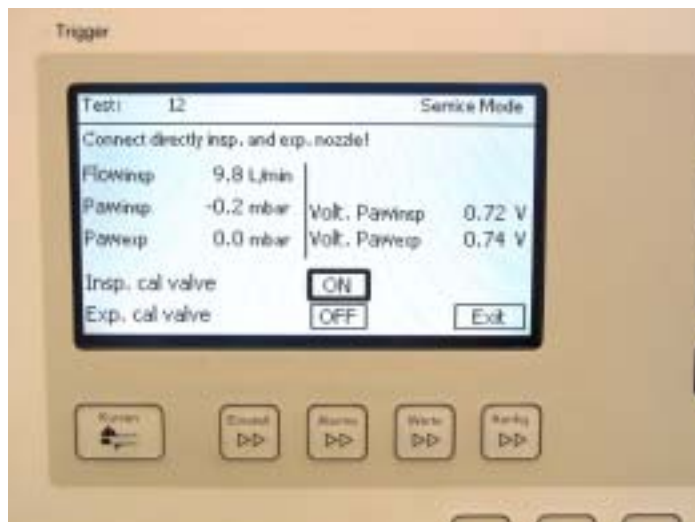 Trigger
Test: 12 Service Mode
Connect directly insp. and exp. nozzle!
Flowinsp 9,8 L/min
Pawinsp -0.2 mbar Volt. Pawinsp 0.72 V
Pawexp 0.0 mbar Volt. Pawexp 0.74 V
Insp. cal valve ON
Exp. cal valve OFF Exit
Kurven Alarme Werte Konfig